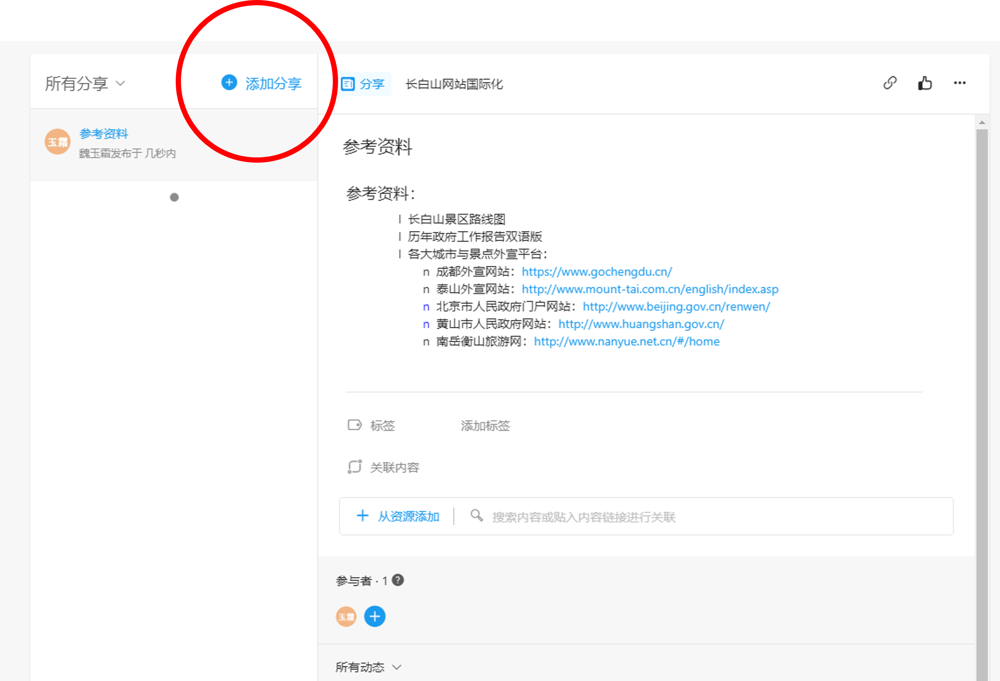 所有分享
添加分享
玉霜
参考资料
魏玉霜发布于 几秒内
分享 长白山网站国际化
参考资料
参考资料：
l 长白山景区路线图
l 历年政府工作报告双语版
l 各大城市与景点外宣平台：
n 成都外宣网站：https://www.gochengdu.cn/
n 泰山外宣网站：http://www.mount-tai.com.cn/english/index.asp
n 北京市人民政府门户网站：http://www.beijing.gov.cn/renwen/
n 黄山市人民政府网站：http://www.huangshan.gov.cn/
n 南岳衡山旅游网：http://www.nanyue.net.cn/#/home
标签 添加标签
关联内容
从资源添加 搜索内容或贴入内容链接进行关联
参与者 · 1
玉霜
所有动态